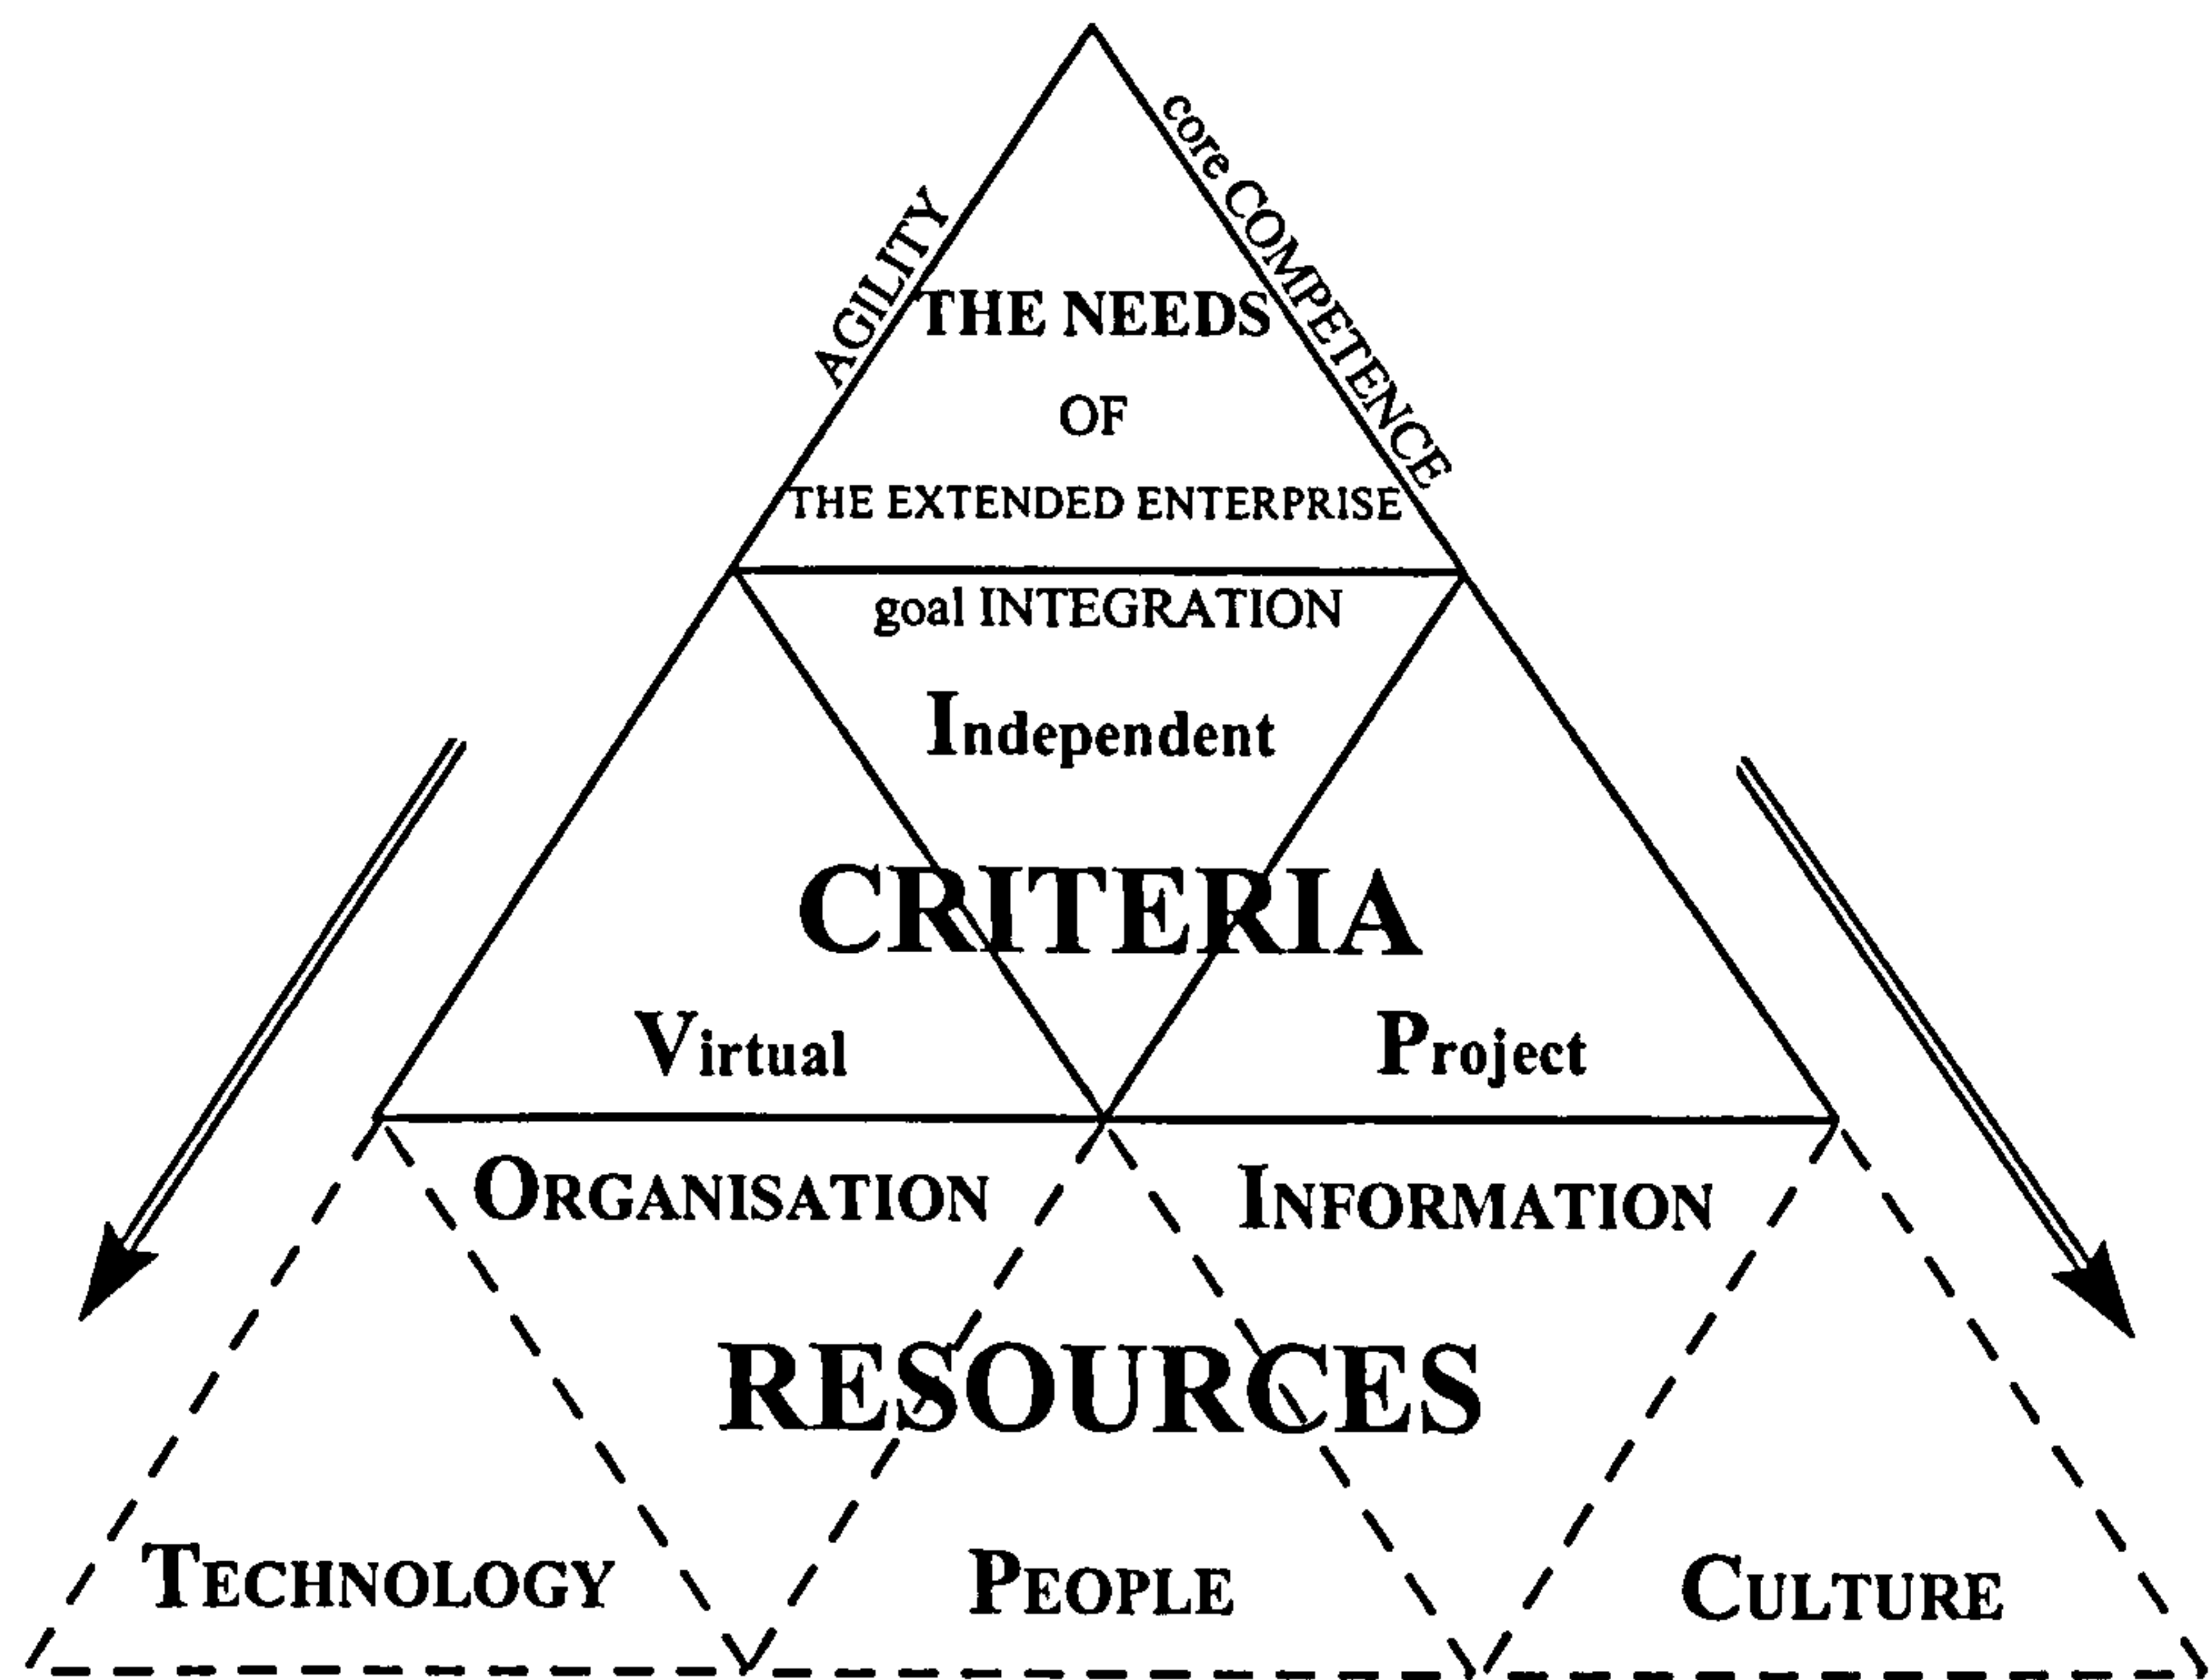 AGILITY
core COMPETENCE
THE NEEDS
OF
THE EXTENDED ENTERPRISE
goal INTEGRATION
Independent
CRITERIA
Virtual
Project
ORGANISATION
INFORMATION
RESOURCES
TECHNOLOGY
PEOPLE
CULTURE